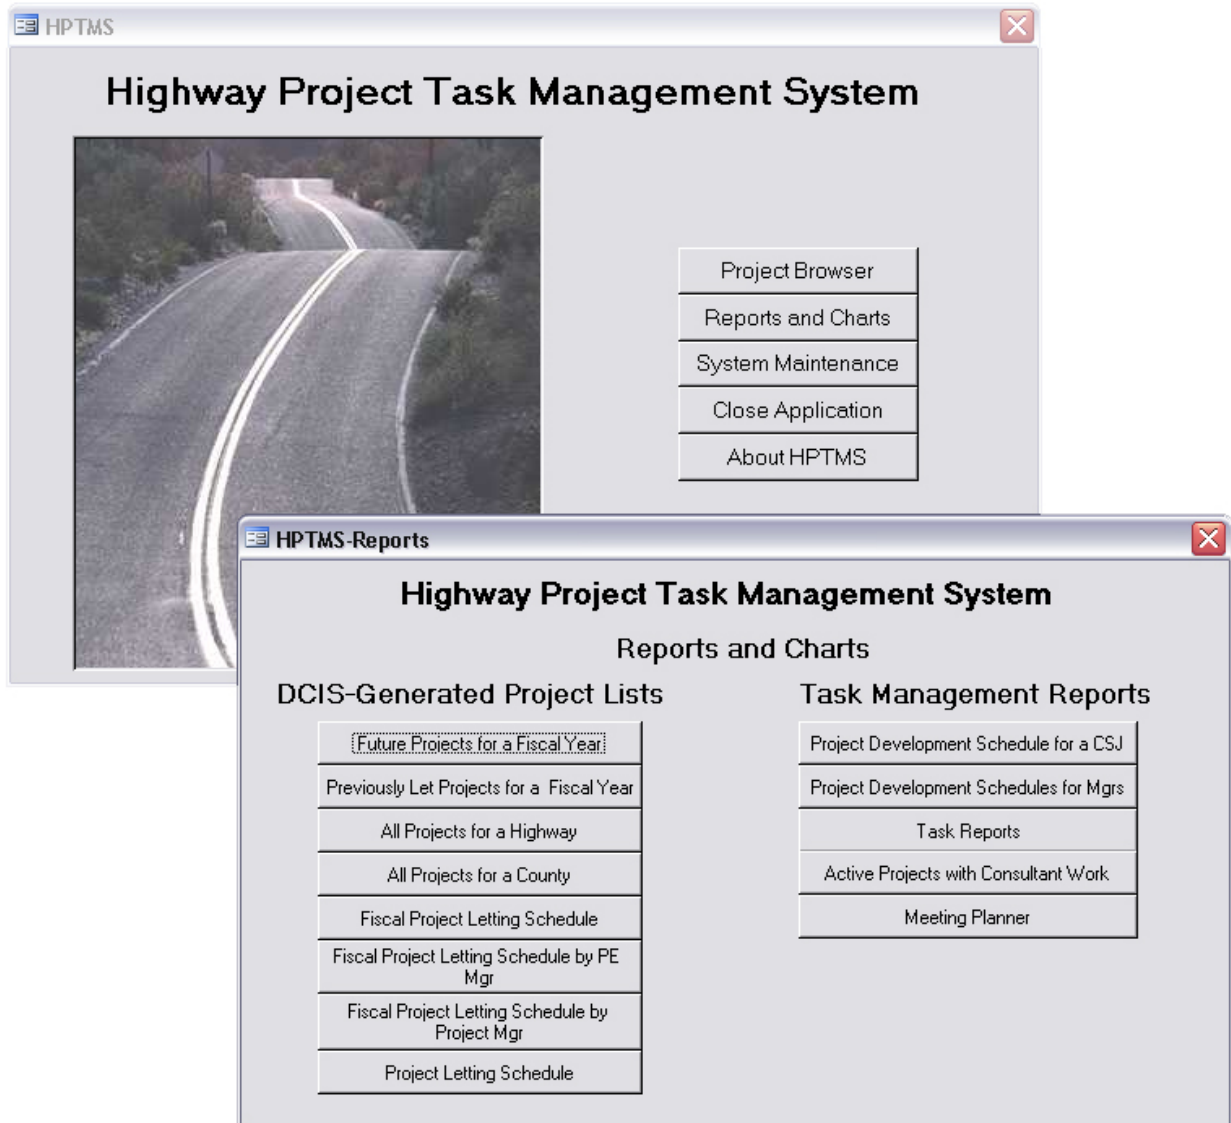 HPTMS
Highway Project Task Management System
Project Browser
Reports and Charts
System Maintenance
Close Application
About HPTMS
HPTMS-Reports
Highway Project Task Management System
Reports and Charts
DCIS-Generated Project Lists
Future Projects for a Fiscal Year
Previously Let Projects for a Fiscal Year
All Projects for a Highway
All Projects for a County
Fiscal Project Letting Schedule
Fiscal Project Letting Schedule by PE
Mgr
Fiscal Project Letting Schedule by
Project Mgr
Project Letting Schedule
Task Management Reports
Project Development Schedule for a CSJ
Project Development Schedules for Mgrs
Task Reports
Active Projects with Consultant Work
Meeting Planner